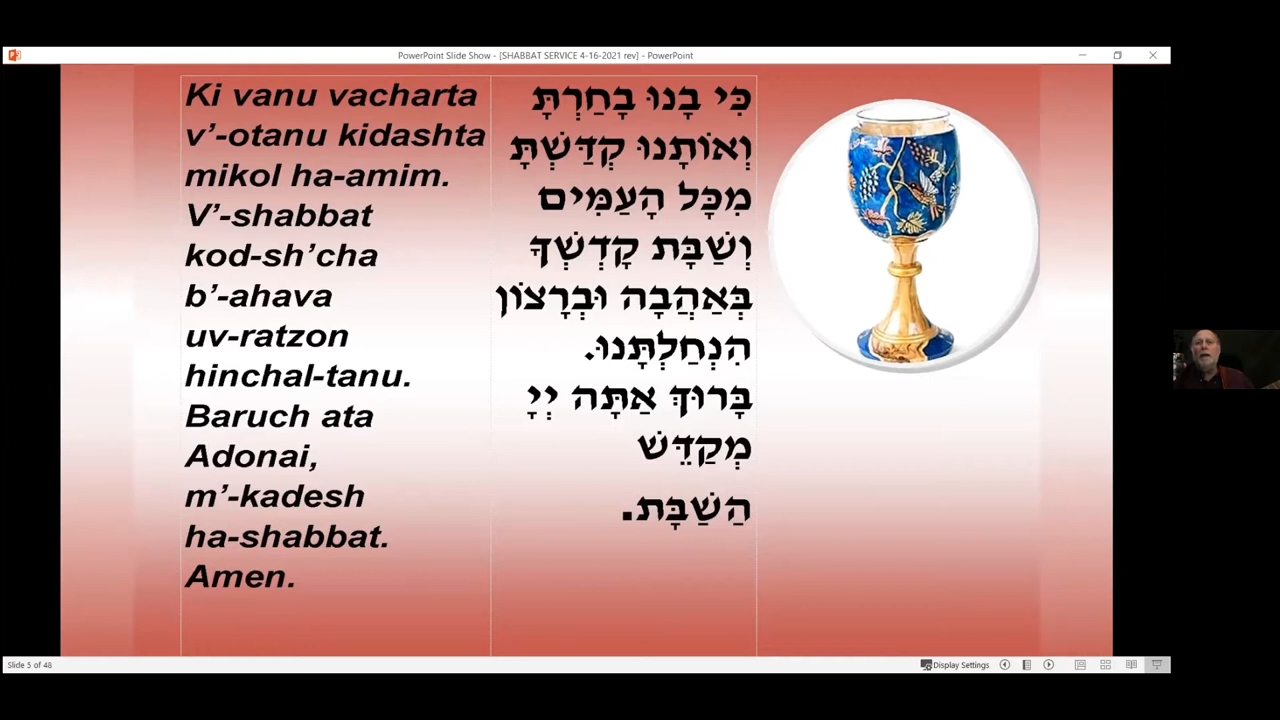 PowerPoint Slide Show - [SHABBAT SERVICE 4-16-2021 rev] - PowerPoint
Ki vanu vacharta
v’-otanu kidashta
mikol ha-amim.
V’-shabbat
kod-sh’cha
b’-ahava
uv-ratzon
hinchal-tanu.
Baruch ata
Adonai,
m’-kadesh
ha-shabbat.
Amen.
כִּי בָנוּ בָחַרְתָּ
וְאוֹתָנוּ קִדַּשְׁתָּ
מִכָּל הָעַמִּים
וְשַׁבָּת קָדְשְׁךָ
בְּאַהֲבָה וּבְרָצוֹן
הִנְחַלְתָּנוּ.
בָּרוּךְ אַתָּה יְיָ
מְקַדֵּשׁ
הַשַׁבָּת.
Slide 5 of 48
Display Settings